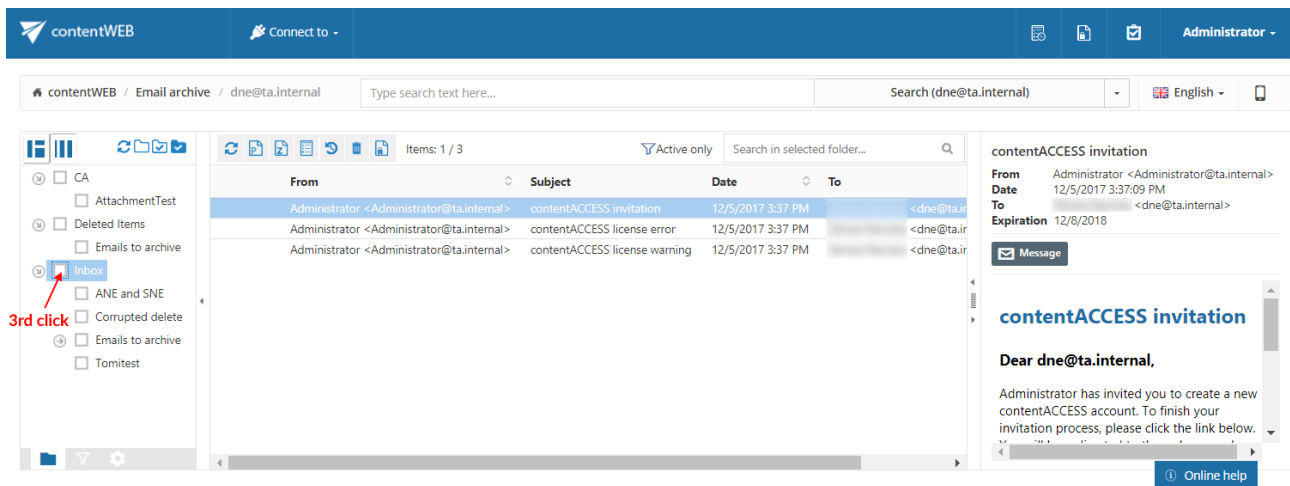 contentWEB
Connect to
Administrator
contentWEB / Email archive / dne@ta.internal
Type search text here...
Search (dne@ta.internal)
English
CA
AttachmentTest
Deleted Items
Emails to archive
Inbox
3rd click
ANE and SNE
Corrupted delete
Emails to archive
Tomitest
Items: 1 / 3
Active only
Search in selected folder...
From Subject Date To
Administrator <Administrator@ta.internal> contentACCESS invitation 12/5/2017 3:37 PM <dne@ta.ir
Administrator <Administrator@ta.internal> contentACCESS license error 12/5/2017 3:37 PM <dne@ta.ir
Administrator <Administrator@ta.internal> contentACCESS license warning 12/5/2017 3:37 PM <dne@ta.ir
contentACCESS invitation
From Administrator <Administrator@ta.internal>
Date 12/5/2017 3:37:09 PM
To <dne@ta.internal>
Expiration 12/8/2018
Message
contentACCESS invitation
Dear dne@ta.internal,
Administrator has invited you to create a new
contentACCESS account. To finish your
invitation process, please click the link below.
Online help